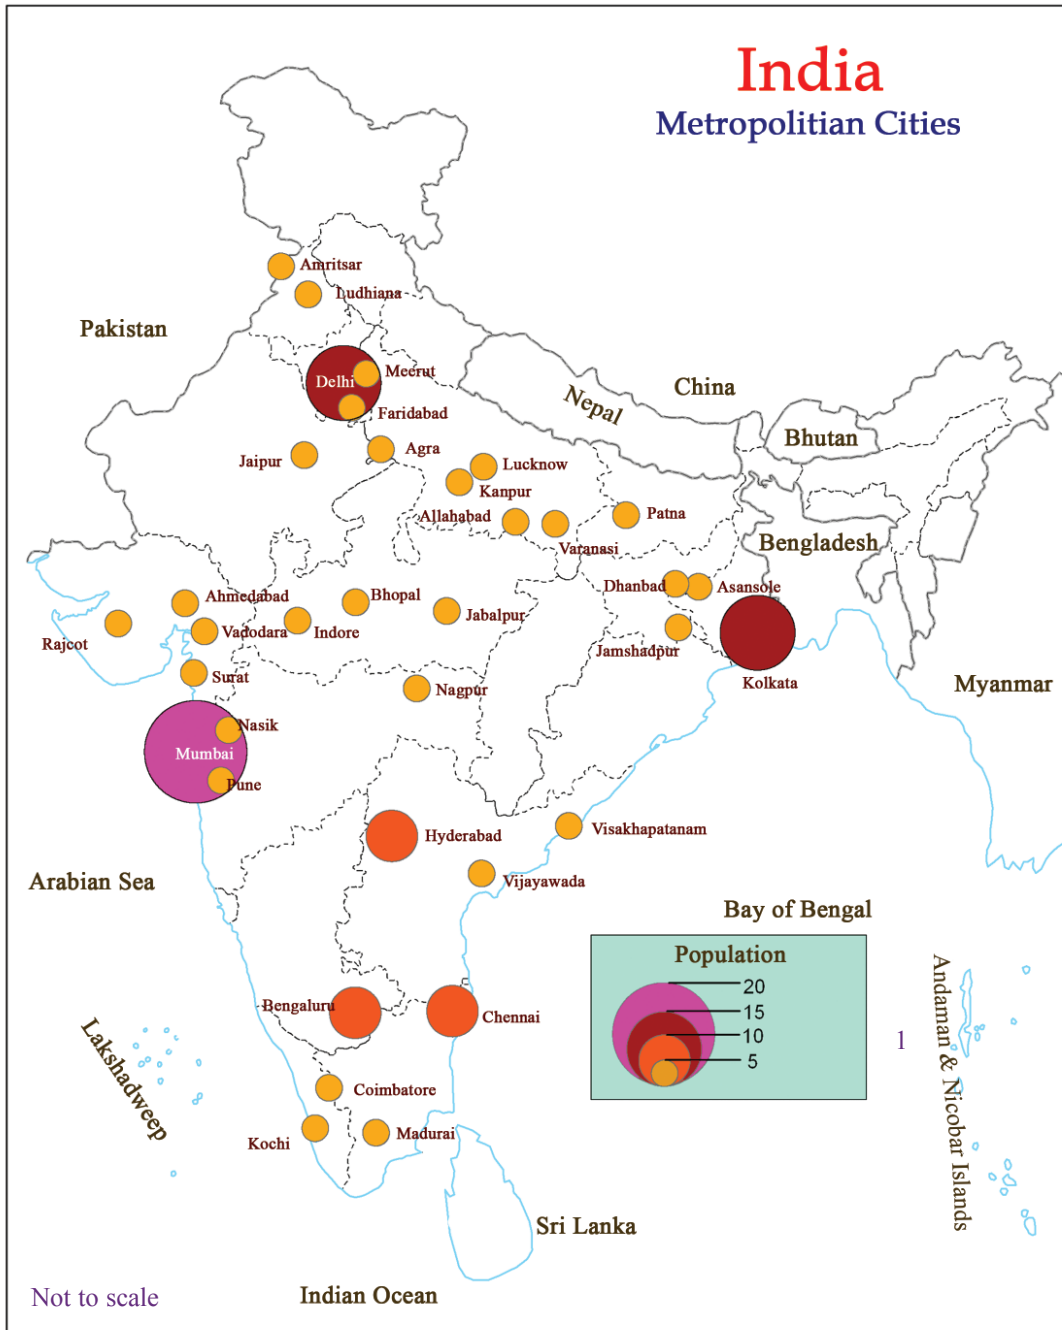 India
Metropolitian Cities
Amritsar
Ludhiana
Pakistan
Delhi
Meerut
Faridabad
China
Nepal
Bhutan
Jaipur
Agra
Lucknow
Kanpur
Allahabad
Varanasi
Patna
Bengladesh
Dhanbad
Asansole
Ahmedabad
Bhopal
Jabalpur
Rajcot
Vadodara
Indore
Jamshadpur
Kolkata
Surat
Nagpur
Myanmar
Nasik
Mumbai
Pune
Hyderabad
Visakhapatanam
Arabian Sea
Vijayawada
Bay of Bengal
Population
20
15
10
5
1
Bengaluru
Chennai
Lakshadweep
Andaman & Nicobar Islands
Coimbatore
Kochi
Madurai
Sri Lanka
Not to scale
Indian Ocean